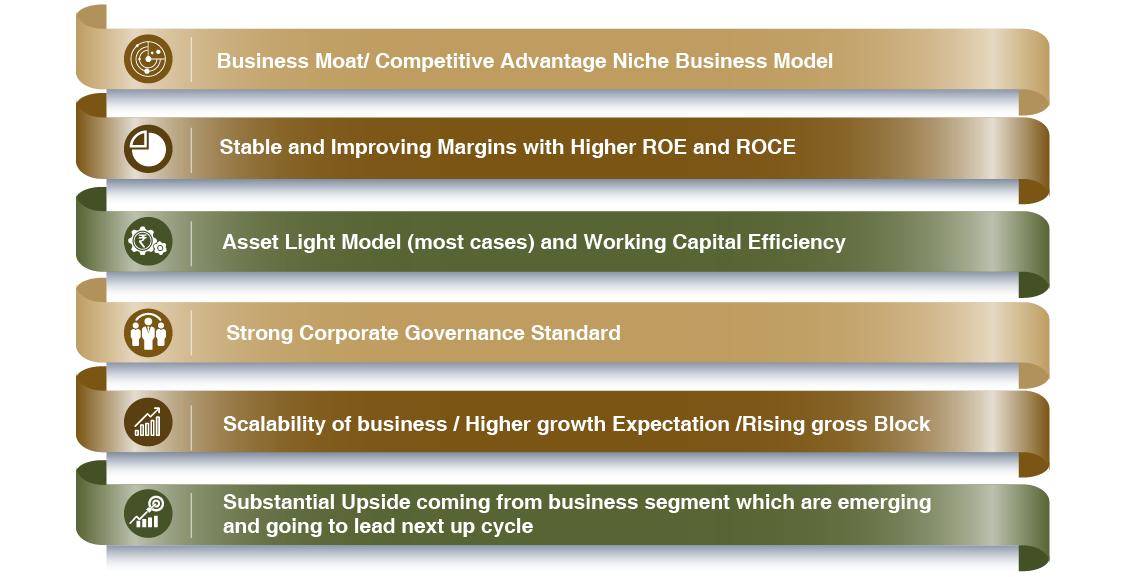 Business Moat/ Competitive Advantage Niche Business Model
Stable and Improving Margins with Higher ROE and ROCE
Asset Light Model (most cases) and Working Capital Efficiency
Strong Corporate Governance Standard
Scalability of business / Higher growth Expectation /Rising gross Block
Substantial Upside coming from business segment which are emerging
and going to lead next up cycle